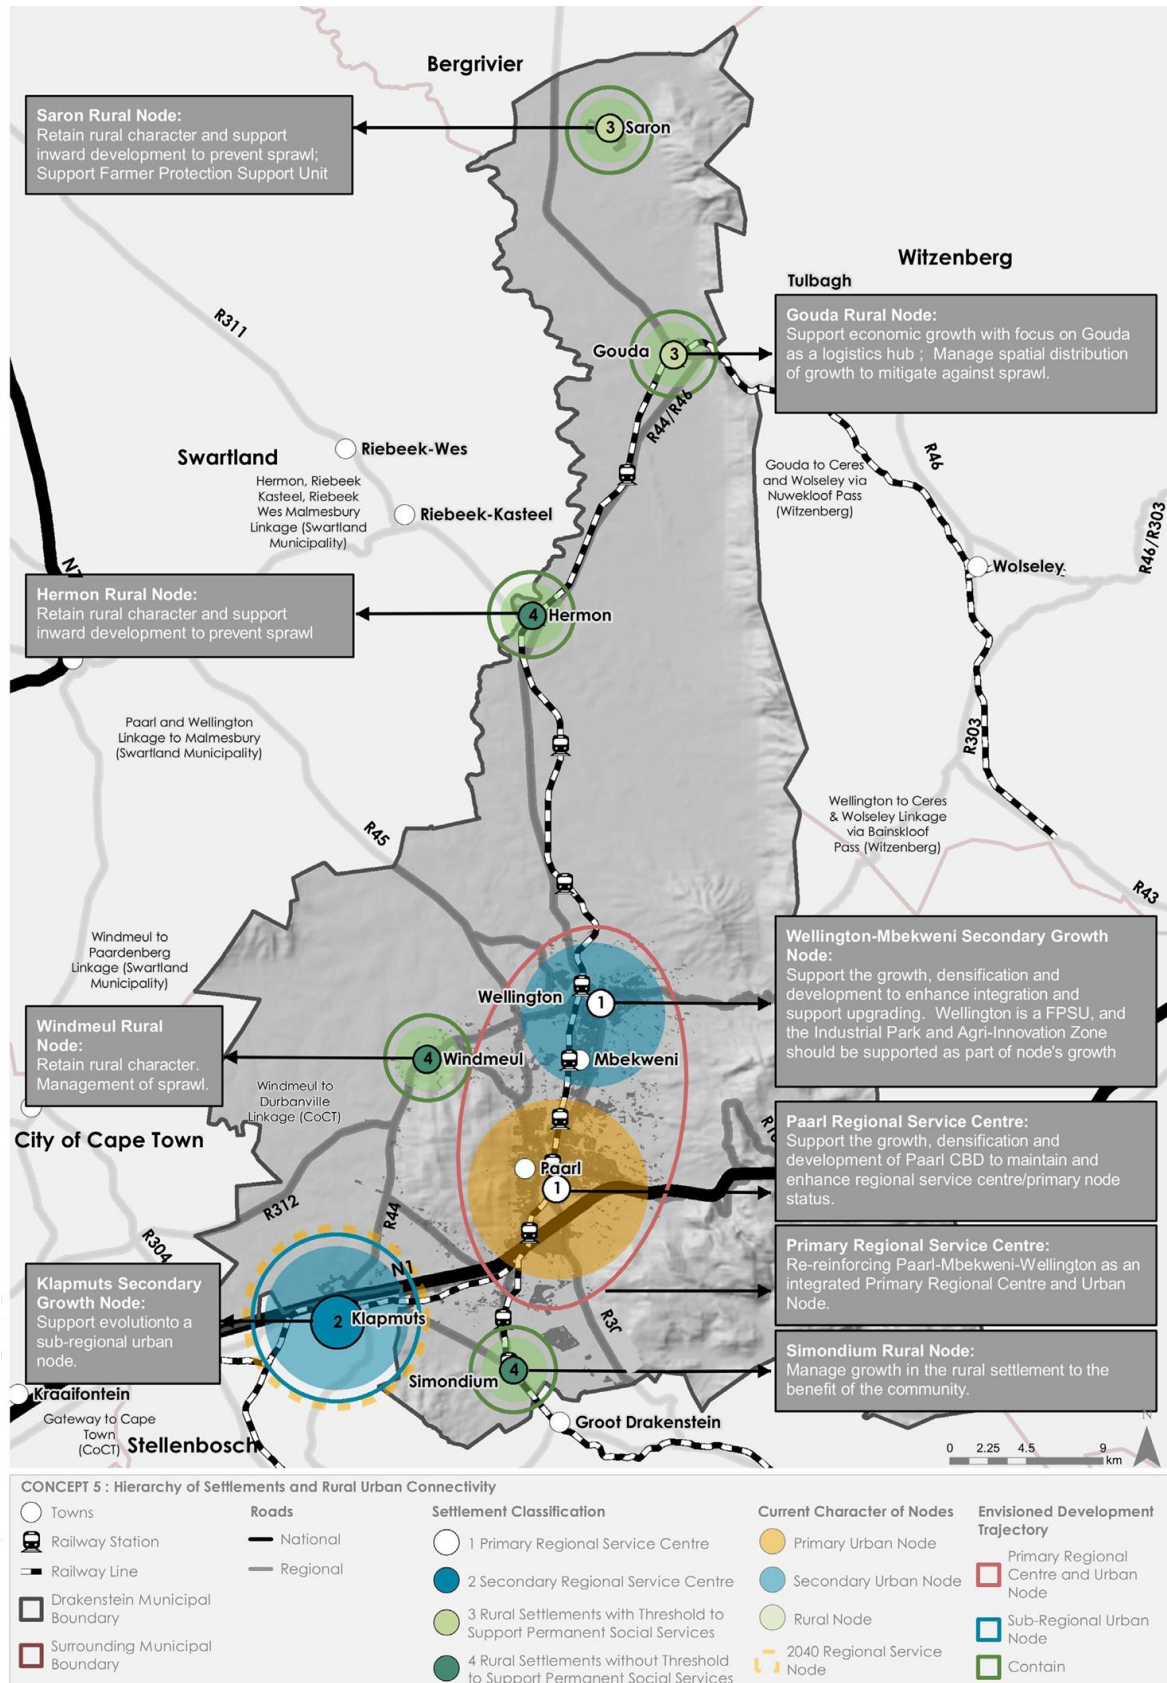 Bergrivier
Saron Rural Node:
Retain rural character and support
inward development to prevent sprawl;
Support Farmer Protection Support Unit
3 Saron
Witzenberg
Tulbagh
Gouda Rural Node:
Support economic growth with focus on Gouda
as a logistics hub ; Manage spatial distribution
of growth to mitigate against sprawl.
R311
Gouda 3
R44/R46
Riebeek-Wes
Swartland
Hermon, Riebeek
Kasteel, Riebeek
Wes Malmesbury
Linkage (Swartland
Municipality)
Riebeek-Kasteel
Gouda to Ceres
and Wolseley via
Nuwekloof Pass
(Witzenberg)
R46
R46/R303
Wolseley
N7
Hermon Rural Node:
Retain rural character and support
inward development to prevent sprawl
4 Hermon
Paarl and Wellington
Linkage to Malmesbury
(Swartland Municipality)
R303
Wellington to Ceres
& Wolseley Linkage
via Bainskloof
Pass (Witzenberg)
R45
R43
Windmeul to
Paardenberg
Linkage (Swartland
Municipality)
Wellington-Mbekweni Secondary Growth
Node:
Support the growth, densification and
development to enhance integration and
support upgrading. Wellington is a FPSU, and
the Industrial Park and Agri-Innovation Zone
should be supported as part of node's growth
Wellington 1
Windmeul Rural
Node:
Retain rural character.
Management of sprawl.
4 Windmeul
Mbekweni
Windmeul to
Durbanville
Linkage (CoCT)
City of Cape Town
Paarl Regional Service Centre:
Support the growth, densification and
development of Paarl CBD to maintain and
enhance regional service centre/primary node
status.
Paarl
1
R312
R44
R304
N1
Primary Regional Service Centre:
Re-reinforcing Paarl-Mbekweni-Wellington as an
integrated Primary Regional Centre and Urban
Node.
Klapmuts Secondary
Growth Node:
Support evolutionto a
sub-regional urban
node.
2 Klapmuts
Simondium Rural Node:
Manage growth in the rural settlement to the
benefit of the community.
Simondium 4
Kraaifontein
Gateway to Cape
Town
(CoCT)
Stellenbosch
Groot Drakenstein
N
0 2.25 4.5 9
km
CONCEPT 5 : Hierarchy of Settlements and Rural Urban Connectivity
Towns
Railway Station
Railway Line
Drakenstein Municipal
Boundary
Surrounding Municipal
Boundary
Roads
National
Regional
Settlement Classification
1 Primary Regional Service Centre
2 Secondary Regional Service Centre
3 Rural Settlements with Threshold to
Support Permanent Social Services
4 Rural Settlements without Threshold
to Support Permanent Social Services
Current Character of Nodes
Primary Urban Node
Secondary Urban Node
Rural Node
2040 Regional Service
Node
Envisioned Development
Trajectory
Primary Regional
Centre and Urban
Node
Sub-Regional Urban
Node
Contain